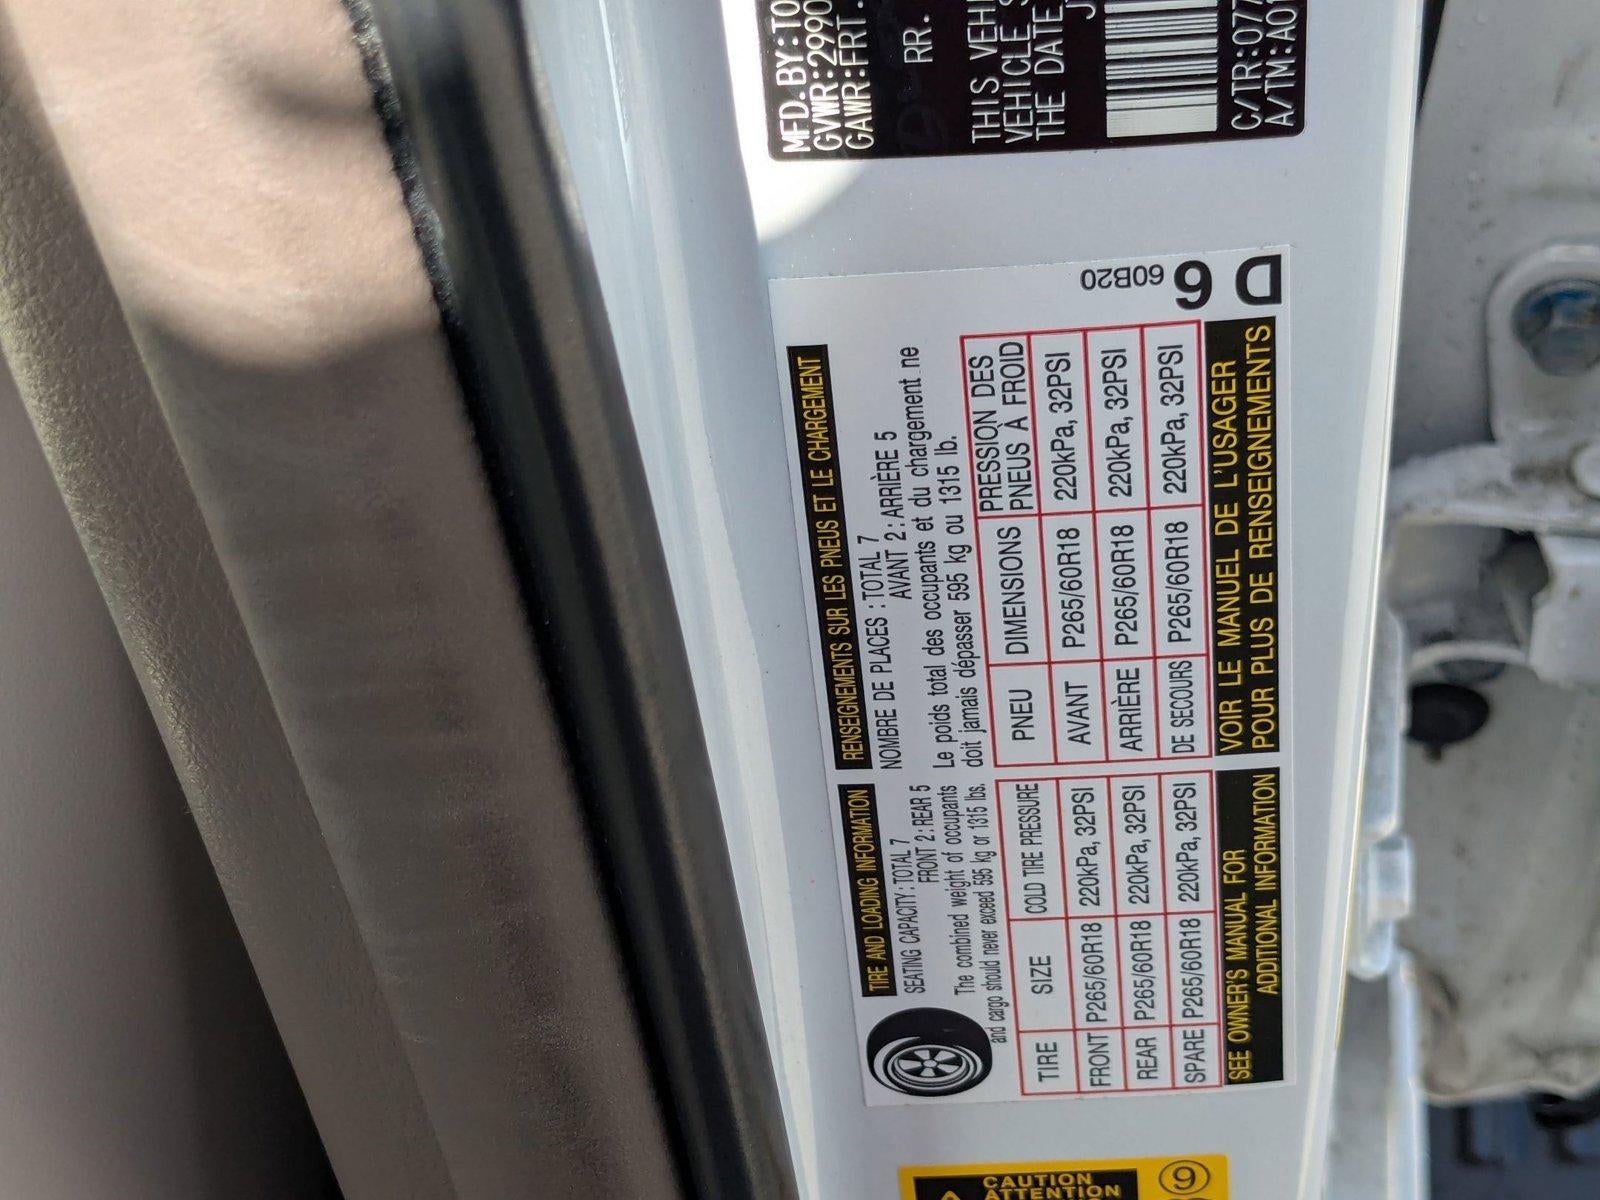 TIRE AND LOADING INFORMATION
SEATING CAPACITY : TOTAL 7
FRONT 2 : REAR 5
The combined weight of occupants
and cargo should never exceed 595 kg or 1315 lbs.
TIRE SIZE COLD TIRE PRESSURE
FRONT P265/60R18 220kPa, 32PSI
REAR P265/60R18 220kPa, 32PSI
SPARE P265/60R18 220kPa, 32PSI
SEE OWNER'S MANUAL FOR
ADDITIONAL INFORMATION
RENSEIGNEMENTS SUR LES PNEUS ET LE CHARGEMENT
NOMBRE DE PLACES : TOTAL 7
AVANT 2 : ARRIÈRE 5
Le poids total des occupants et du chargement ne
doit jamais dépasser 595 kg ou 1315 lb.
PNEU DIMENSIONS PRESSION DES
PNEUS À FROID
AVANT P265/60R18 220kPa, 32PSI
ARRIÈRE P265/60R18 220kPa, 32PSI
DE SECOURS P265/60R18 220kPa, 32PSI
VOIR LE MANUEL DE L'USAGER
POUR PLUS DE RENSEIGNEMENTS
60B20
D6
MFD. BY:TO
GVWR:2990
GAWR:FRT.
RR.
THIS VEHI
VEHICLE S
THE DATE
J
C/TR:077
A/TM:A01
CAUTION
ATTENTION
9